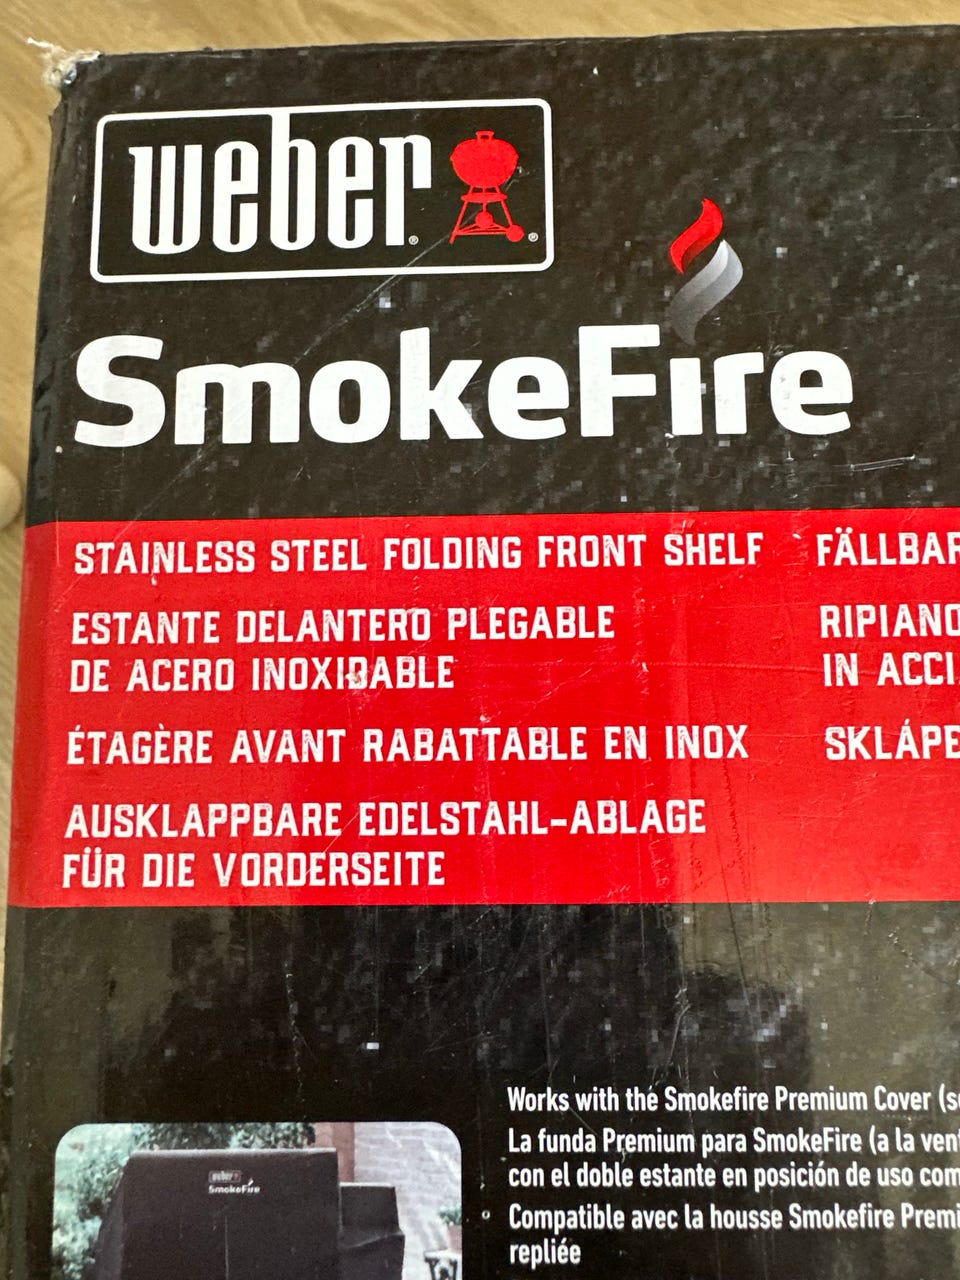 weber
SmokeFire
STAINLESS STEEL FOLDING FRONT SHELF
ESTANTE DELANTERO PLEGABLE
DE ACERO INOXIDABLE
ÉTAGÈRE AVANT RABATTABLE EN INOX
AUSKLAPPBARE EDELSTAHL-ABLAGE
FÜR DIE VORDERSEITE
FÄLLBAR
RIPIANO
IN ACCI
SKLÁPE
Works with the Smokefire Premium Cover (s
La funda Premium para SmokeFire (a la vent
con el doble estante en posición de uso com
Compatible avec la housse Smokefire Premi
repliée
weber
SmokeFire